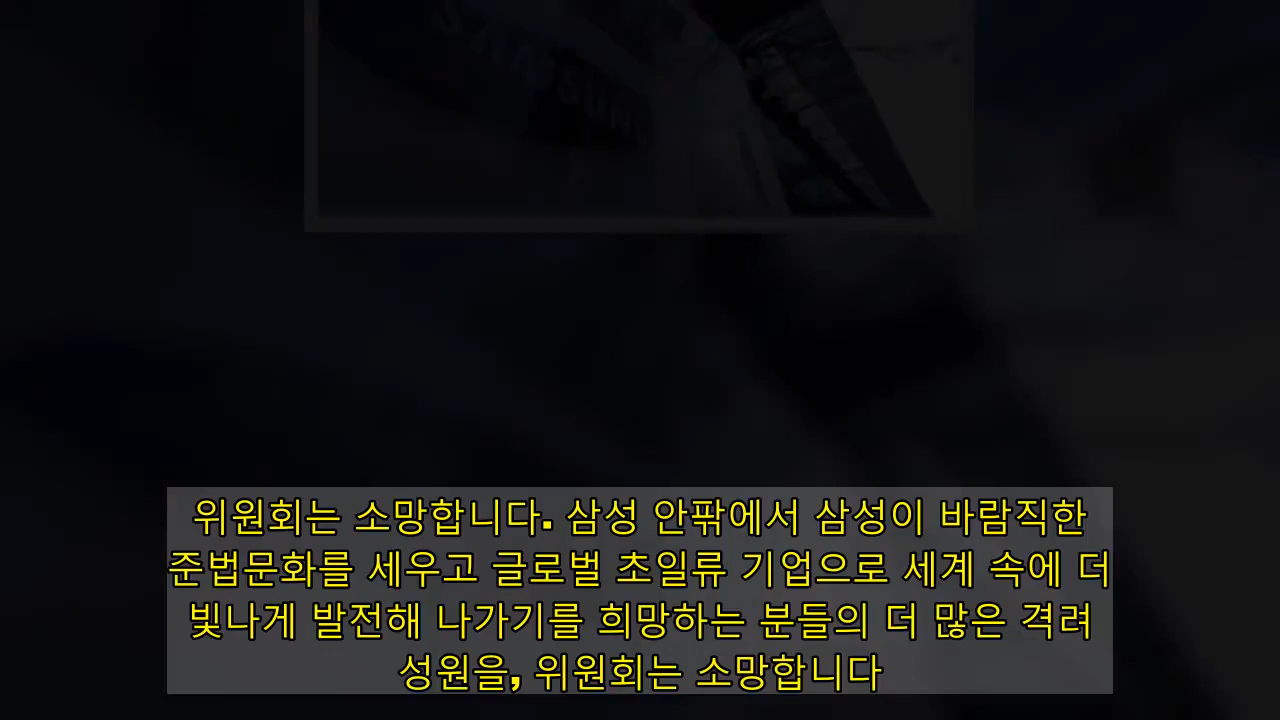 SAMSUNG
위원회는 소망합니다. 삼성 안팎에서 삼성이 바람직한
준법문화를 세우고 글로벌 초일류 기업으로 세계 속에 더
빛나게 발전해 나가기를 희망하는 분들의 더 많은 격려
성원을, 위원회는 소망합니다